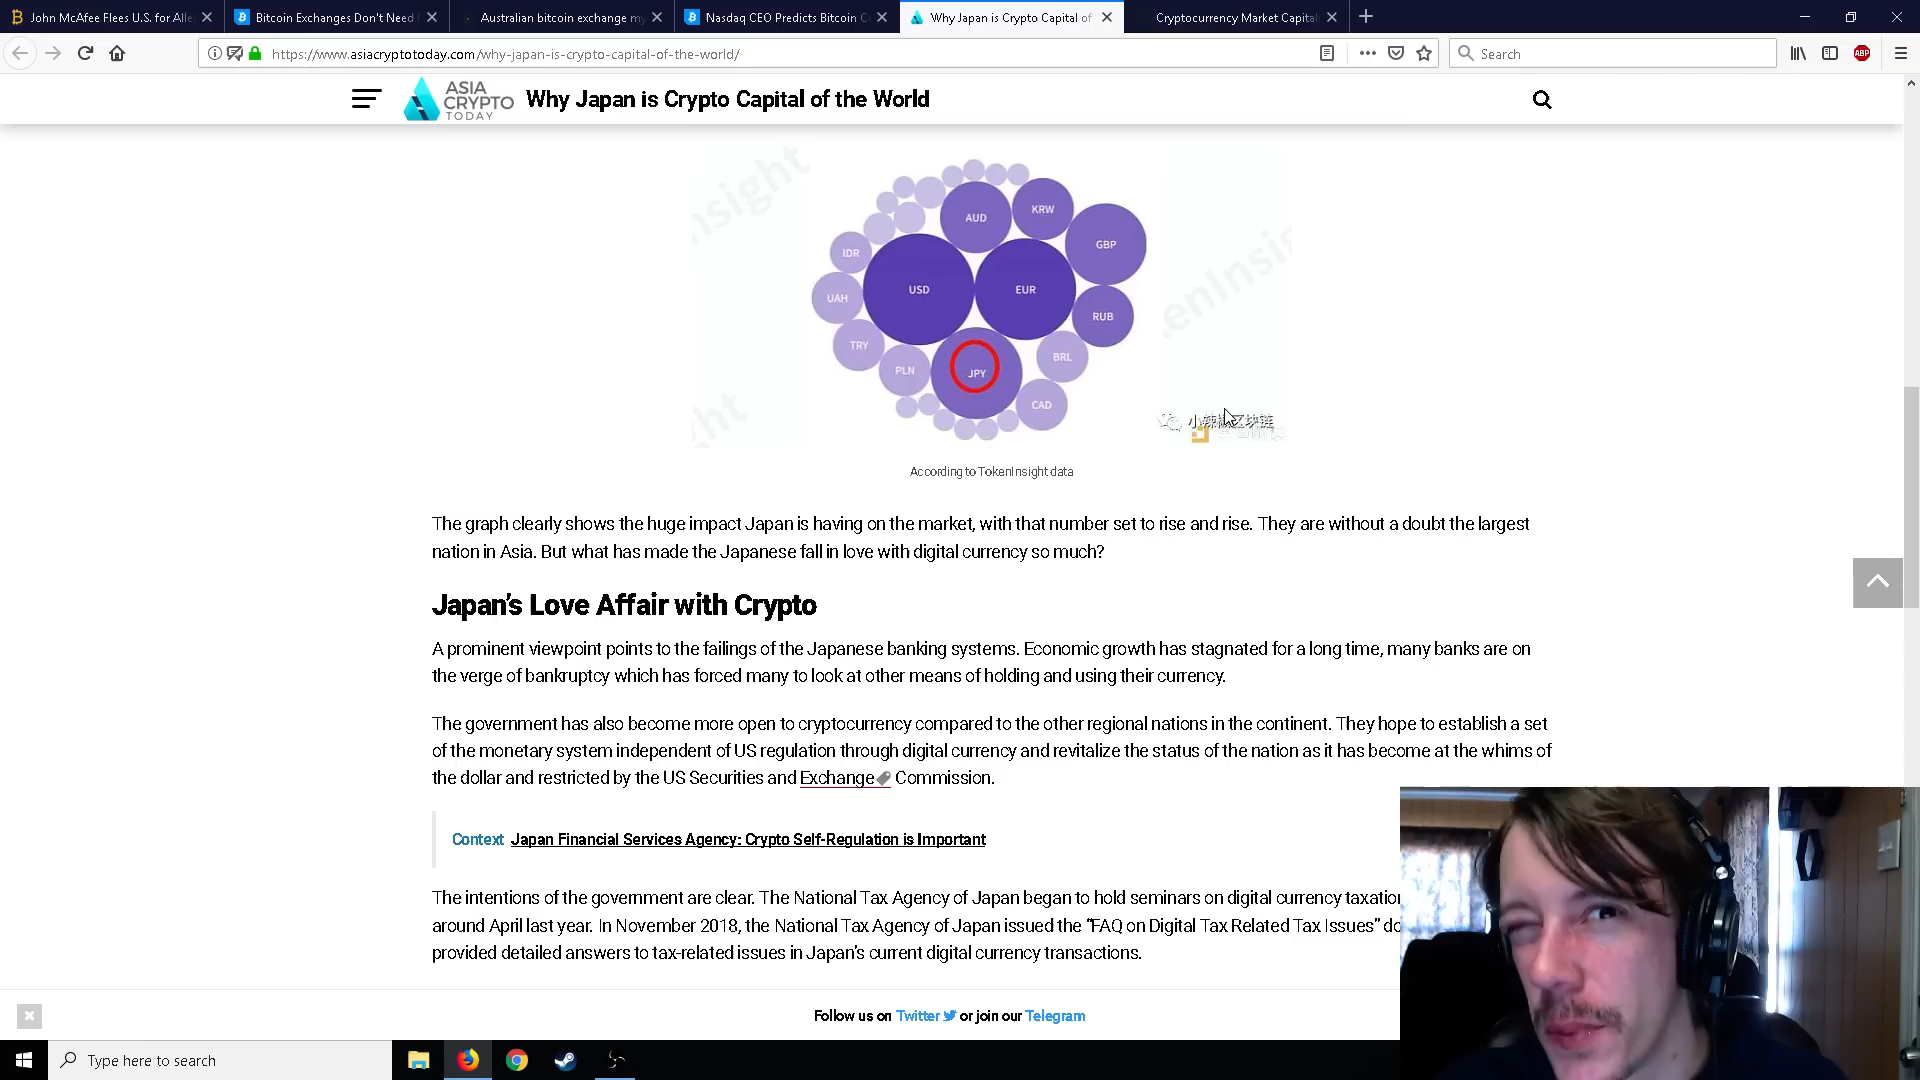 John McAfee Flees U.S. for Alle
Bitcoin Exchanges Don't Need
Australian bitcoin exchange my
Nasdaq CEO Predicts Bitcoin C
Why Japan is Crypto Capital of
Cryptocurrency Market Capital
https://www.asiacryptotoday.com/why-japan-is-crypto-capital-of-the-world/
Search
ABP
ASIA
CRYPTO
TODAY
Why Japan is Crypto Capital of the World
AUD
KRW
GBP
IDR
USD
EUR
UAH
RUB
TRY
BRL
PLN
JPY
CAD
According to TokenInsight data
The graph clearly shows the huge impact Japan is having on the market, with that number set to rise and rise. They are without a doubt the largest
nation in Asia. But what has made the Japanese fall in love with digital currency so much?
Japan's Love Affair with Crypto
A prominent viewpoint points to the failings of the Japanese banking systems. Economic growth has stagnated for a long time, many banks are on
the verge of bankruptcy which has forced many to look at other means of holding and using their currency.
The government has also become more open to cryptocurrency compared to the other regional nations in the continent. They hope to establish a set
of the monetary system independent of US regulation through digital currency and revitalize the status of the nation as it has become at the whims of
the dollar and restricted by the US Securities and Exchange Commission.
Context Japan Financial Services Agency: Crypto Self-Regulation is Important
The intentions of the government are clear. The National Tax Agency of Japan began to hold seminars on digital currency taxation
around April last year. In November 2018, the National Tax Agency of Japan issued the “FAQ on Digital Tax Related Tax Issues” do
provided detailed answers to tax-related issues in Japan's current digital currency transactions.
Follow us on Twitter or join our Telegram
Type here to search